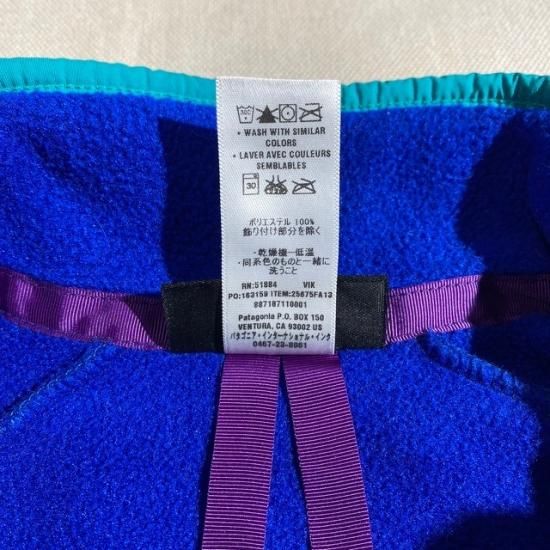 30C
• WASH WITH SIMILAR
COLORS
• LAVER AVEC COULEURS
SEMBLABLES
30
ポリエステル 100%
飾り付け部分を除く
・乾燥機ー低温
・同系色のものと一緒に
洗うこと
RN:51884 VIK
PO:163159 ITEM:25675FA13
887187110001
Patagonia P.O. BOX 150
VENTURA, CA 93002 US
パタゴニア・インターナショナル・インク
0467-23-8961